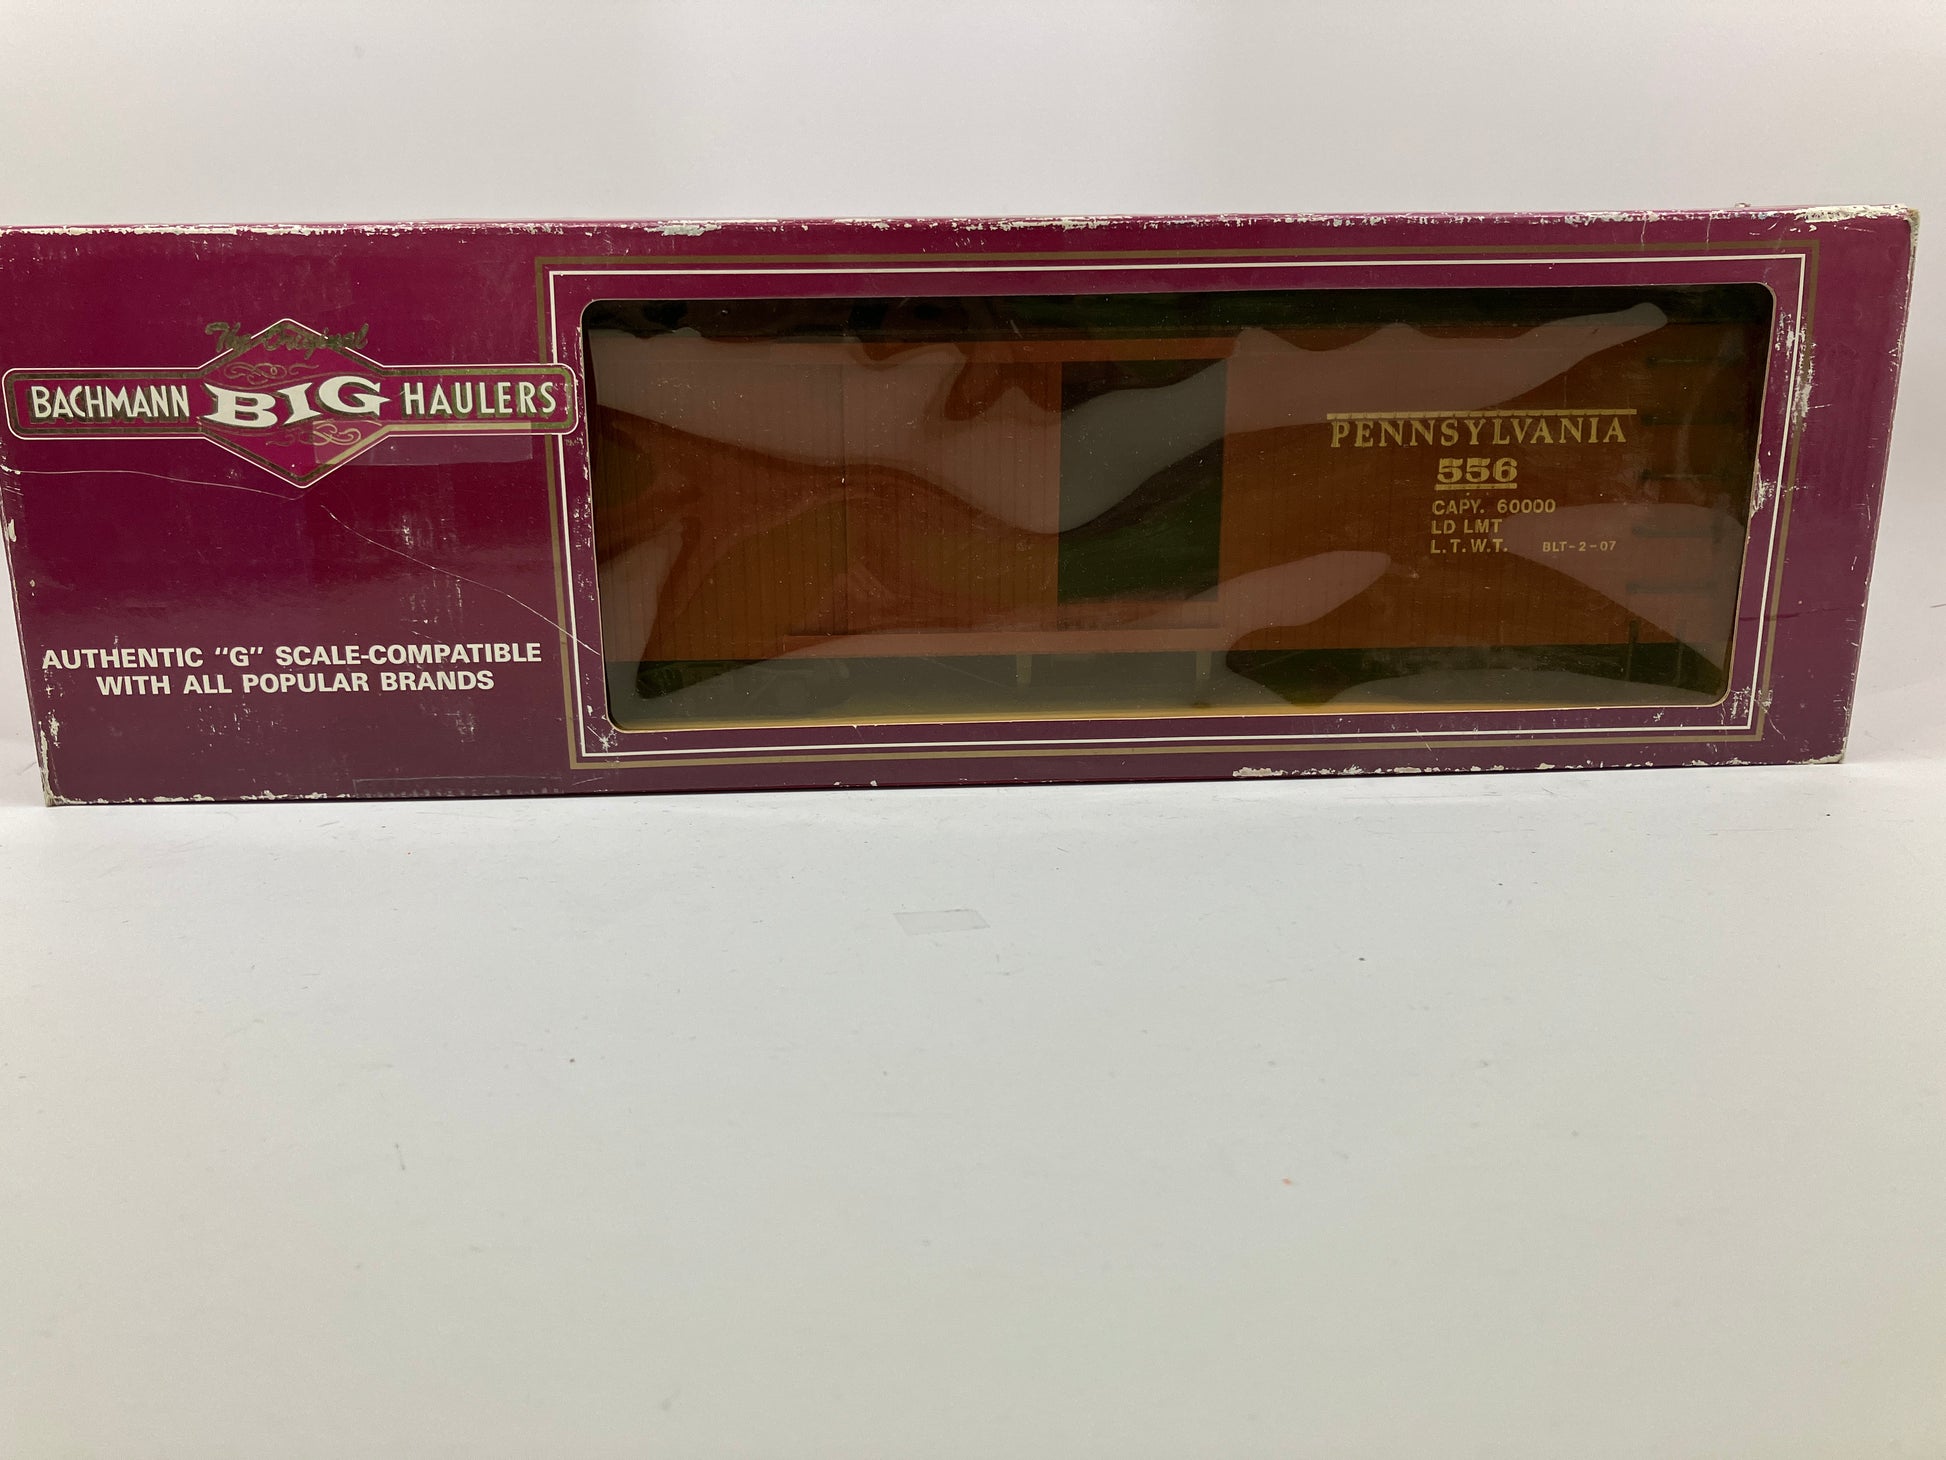 The Original
BACHMANN BIG HAULERS
AUTHENTIC "G" SCALE-COMPATIBLE
WITH ALL POPULAR BRANDS
PENNSYLVANIA
556
CAPY. 60000
LD LMT
L.T.W.T. BLT-2-07